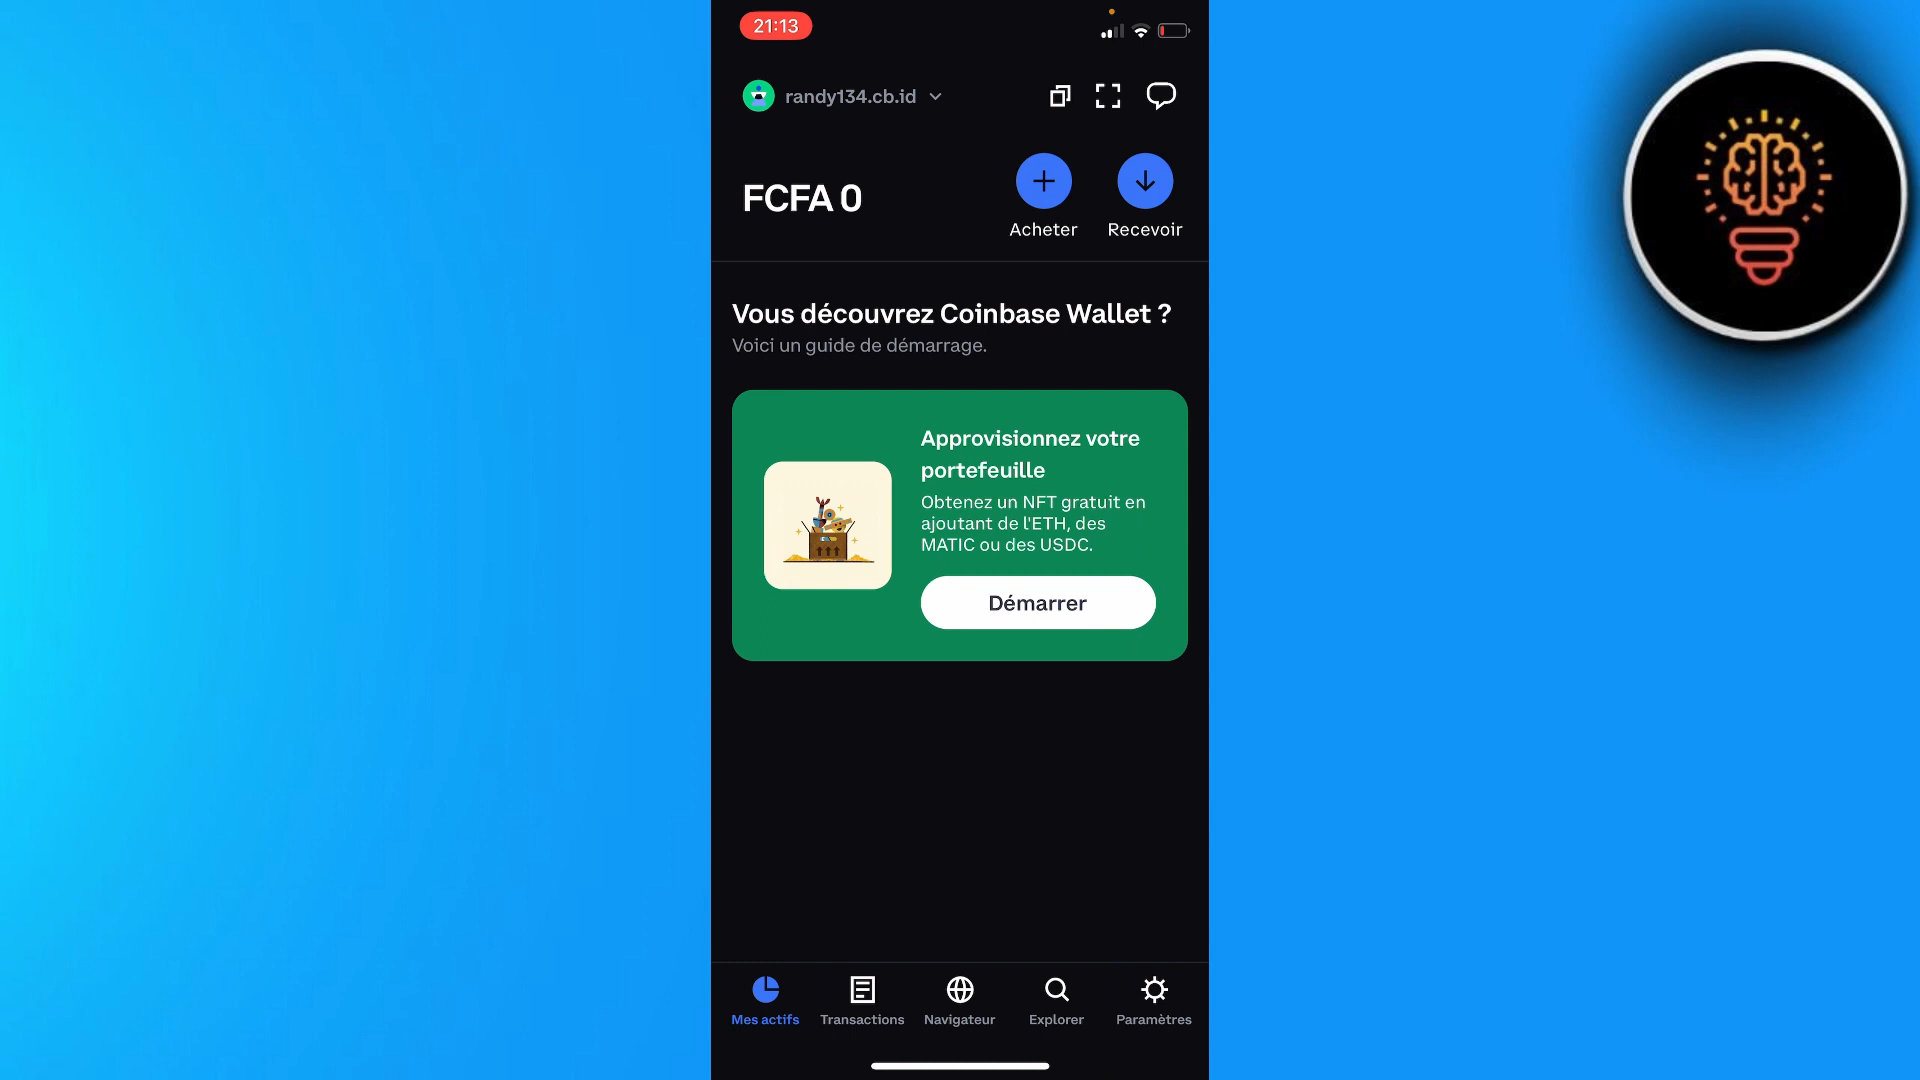 21:13
randy134.cb.id
FCFA 0
Acheter
Recevoir
Vous découvrez Coinbase Wallet ?
Voici un guide de démarrage.
Approvisionnez votre
portefeuille
Obtenez un NFT gratuit en
ajoutant de l'ETH, des
MATIC ou des USDC.
Démarrer
Mes actifs
Transactions
Navigateur
Explorer
Paramètres